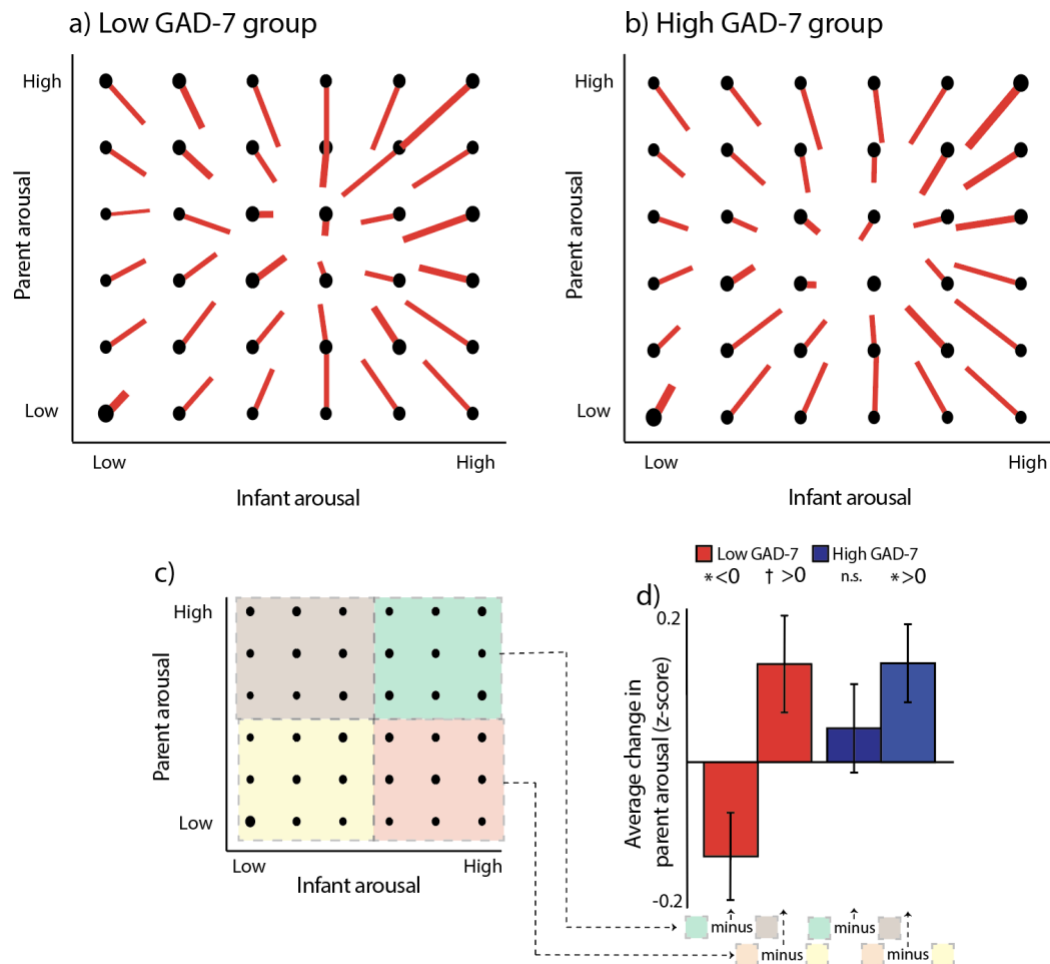 a) Low GAD-7 group
b) High GAD-7 group
High
Parent arousal
Low
Low
High
Infant arousal
High
Parent arousal
Low
Low
High
Infant arousal
c)
High
Parent arousal
Low
Low
High
Infant arousal
Low GAD-7 High GAD-7
*<0 † >0 n.s. *>0
d)
0.2
Average change in
parent arousal (z-score)
-0.2
minus minus
minus minus